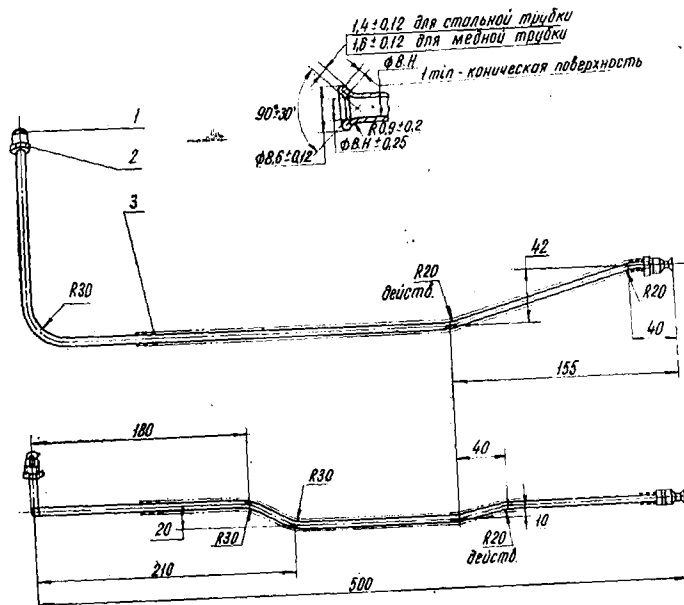 1,4±0,12 для стальной трубки
1,6±0,12 для медной трубки
ф В.Н
1 min - коническая поверхность
90°±30'
R0,9±0,2
ф8,6±0,12
фВ.Н±0,25
1
2
3
R30
42
R20
действ.
R20
40
155
180
40
R30
20
R30
10
R20
действ.
210
500